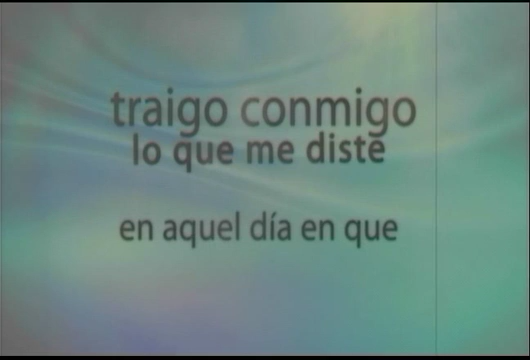 traigo conmigo
lo que me diste
en aquel día en que